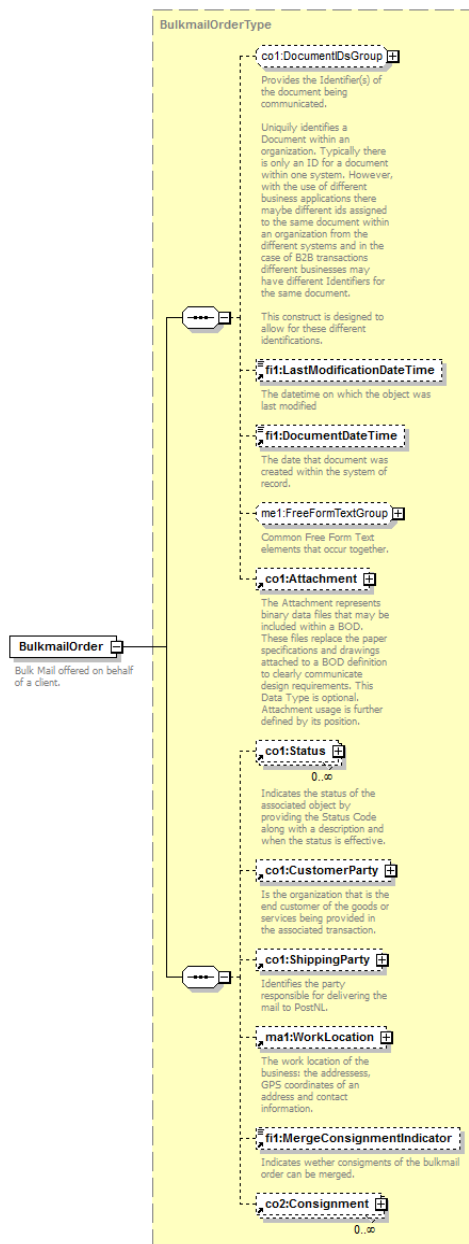 BulkmailOrderType
co1:DocumentIDsGroup
Provides the Identifier(s) of
the document being
communicated.
Uniquily identifies a
Document within an
organization. Typically there
is only an ID for a document
within one system. However,
with the use of different
business applications there
maybe different ids assigned
to the same document within
an organization from the
different systems and in the
case of B2B transactions
different businesses may
have different Identifiers for
the same document.
This construct is designed to
allow for these different
identifications.
fi1:LastModificationDateTime
The datetime on which the object was
last modified
fi1:DocumentDateTime
The date that document was
created within the system of
record.
me1:FreeFormTextGroup
Common Free Form Text
elements that occur together.
co1:Attachment
The Attachment represents
binary data files that may be
included within a BOD.
These files replace the paper
specifications and drawings
attached to a BOD definition
to clearly communicate
design requirements. This
Data Type is optional.
Attachment usage is further
defined by its position.
BulkmailOrder
Bulk Mail offered on behalf
of a client.
co1:Status
0..∞
Indicates the status of the
associated object by
providing the Status Code
along with a description and
when the status is effective.
co1:CustomerParty
Is the organization that is the
end customer of the goods or
services being provided in
the associated transaction.
co1:ShippingParty
Identifies the party
responsible for delivering the
mail to PostNL.
ma1:WorkLocation
The work location of the
business: the addressess,
GPS coordinates of an
address and contact
information.
fi1:MergeConsignmentIndicator
Indicates wether consigments of the bulkmail
order can be merged.
co2:Consignment
0..∞